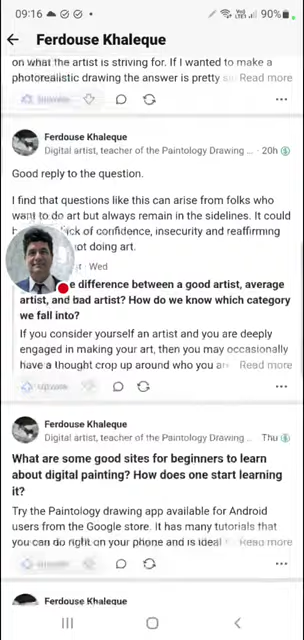 09:16
90%
Ferdouse Khaleque
on what the artist is striving for. If I wanted to make a
photorealistic drawing the answer is pretty Read more
Ferdouse Khaleque
Digital artist, teacher of the Paintology Drawing ... · 20h
Good reply to the question.
I find that questions like this can arise from folks who
want to do art but always remain in the sidelines. It could
of confidence, insecurity and reaffirming
not doing art.
· Wed
difference between a good artist, average
artist, and bad artist? How do we know which category
we fall into?
If you consider yourself an artist and you are deeply
engaged in making your art, then you may occasionally
have a thought crop up around who you Read more
Ferdouse Khaleque
Digital artist, teacher of the Paintology Drawing ... Thu
What are some good sites for beginners to learn
about digital painting? How does one start learning
it?
Try the Paintology drawing app available for Android
users from the Google store. It has many tutorials that
you can do right on your phone and is ideal Read more
Ferdouse Khaleque